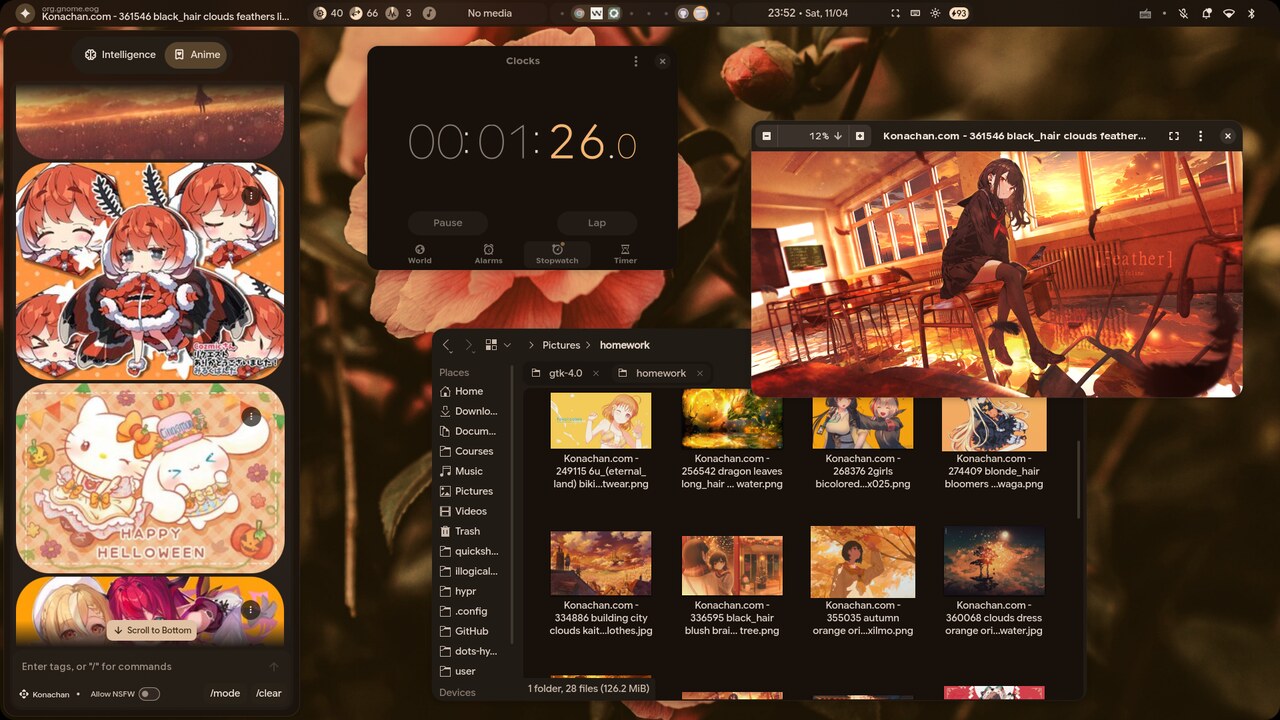 org.gnome.eog
Konachan.com - 361546 black_hair clouds feathers li...
40
66
3
No media
23:52 • Sat, 11/04
93
Intelligence
Anime
HAPPY
HELLOWEEN
Scroll to Bottom
Enter tags, or "/" for commands
Konachan
Allow NSFW
/mode
/clear
Clocks
00:01:26.0
Pause
Lap
World
Alarms
Stopwatch
Timer
12%
Konachan.com - 361546 black_hair clouds feather...
Feather]
Pictures
homework
gtk-4.0
homework
Places
Home
Downlo...
Docum...
Courses
Music
Pictures
Videos
Trash
quicksh...
illogical...
hypr
.config
GitHub
dots-hy...
user
Devices
Konachan.com -
249115 6u_(eternal_
land) biki...twear.png
Konachan.com -
256542 dragon leaves
long_hair ... water.png
Konachan.com -
268376 2girls
bicolored...x025.png
Konachan.com -
274409 blonde_hair
bloomers ...waga.png
Konachan.com -
334886 building city
clouds kait...lothes.jpg
Konachan.com -
336595 black_hair
blush brai... tree.png
Konachan.com -
355035 autumn
orange ori...xilmo.png
Konachan.com -
360068 clouds dress
orange ori...water.jpg
1 folder, 28 files (126.2 MiB)